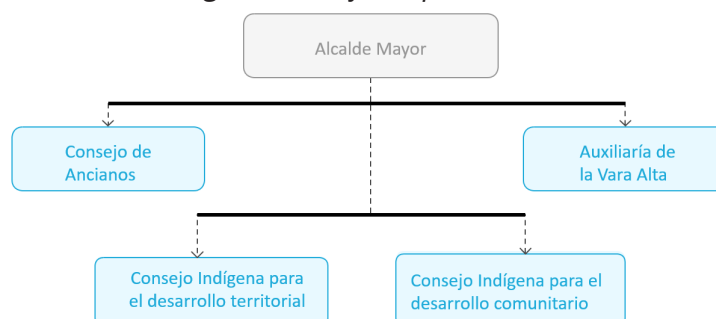 Alcalde Mayor
Consejo de
Ancianos
Auxiliaría de
la Vara Alta
Consejo Indígena para
el desarrollo territorial
Consejo Indígena para el
desarrollo comunitario